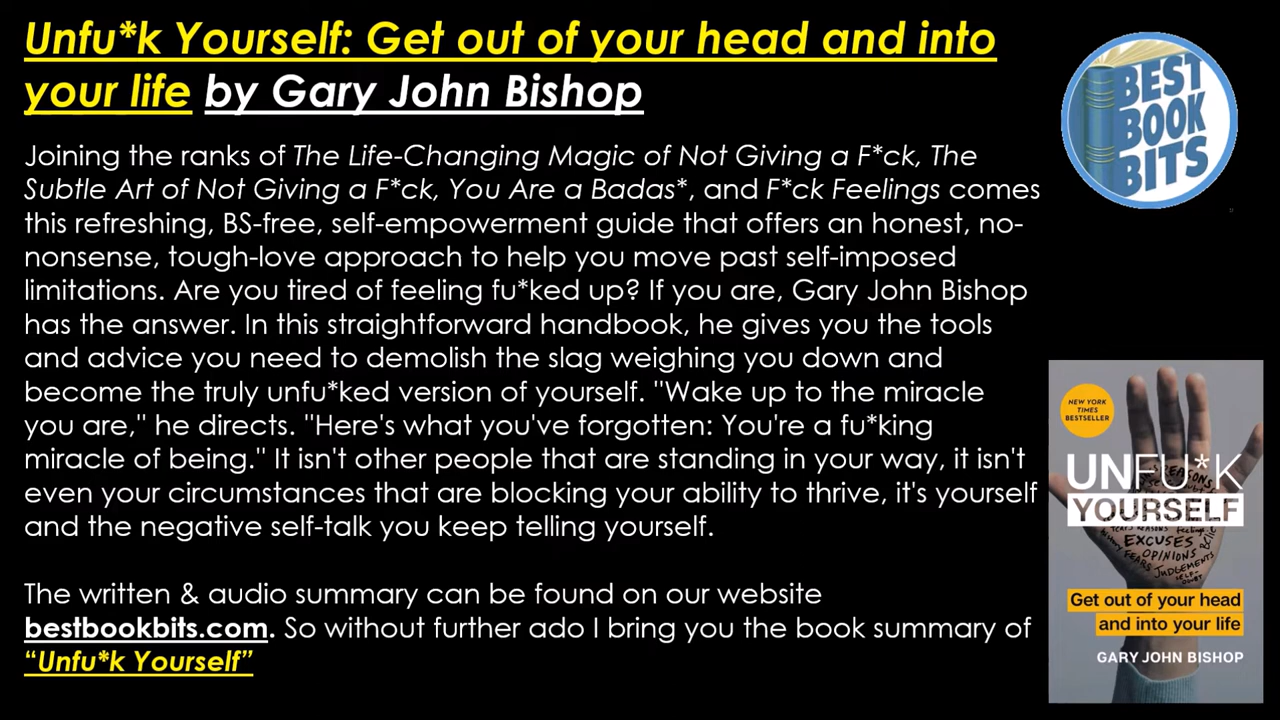 Unfu*k Yourself: Get out of your head and into
your life by Gary John Bishop
Joining the ranks of The Life-Changing Magic of Not Giving a F*ck, The
Subtle Art of Not Giving a F*ck, You Are a Badas*, and F*ck Feelings comes
this refreshing, BS-free, self-empowerment guide that offers an honest, no-
nonsense, tough-love approach to help you move past self-imposed
limitations. Are you tired of feeling fu*ked up? If you are, Gary John Bishop
has the answer. In this straightforward handbook, he gives you the tools
and advice you need to demolish the slag weighing you down and
become the truly unfu*ked version of yourself. "Wake up to the miracle
you are," he directs. "Here's what you've forgotten: You're a fu*king
miracle of being." It isn't other people that are standing in your way, it isn't
even your circumstances that are blocking your ability to thrive, it's yourself
and the negative self-talk you keep telling yourself.
The written & audio summary can be found on our website
bestbookbits.com. So without further ado I bring you the book summary of
“Unfu*k Yourself”
BEST
BOOK
BITS
NEW YORK
TIMES
BESTSELLER
UNFU*K
YOURSELF
REASONS
EXCUSES
OPINIONS
FEARS JUDGEMENTS
SELF-
DOUBT
Get out of your head
and into your life
GARY JOHN BISHOP